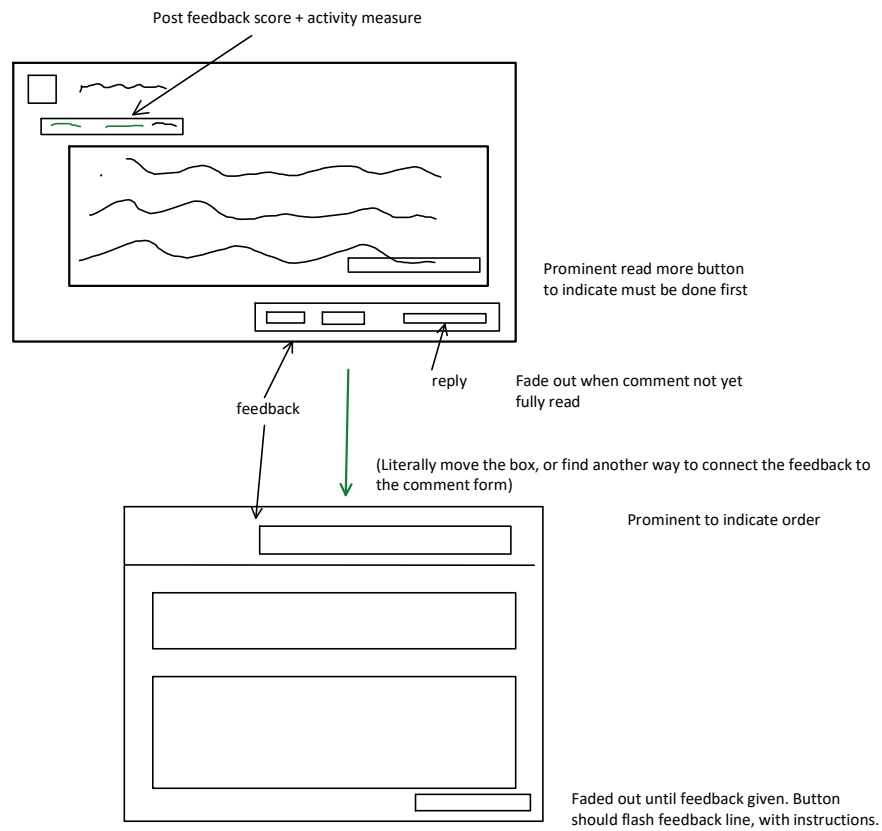 Post feedback score + activity measure
Prominent read more button
to indicate must be done first
reply
Fade out when comment not yet
fully read
feedback
(Literally move the box, or find another way to connect the feedback to
the comment form)
Prominent to indicate order
Faded out until feedback given. Button
should flash feedback line, with instructions.